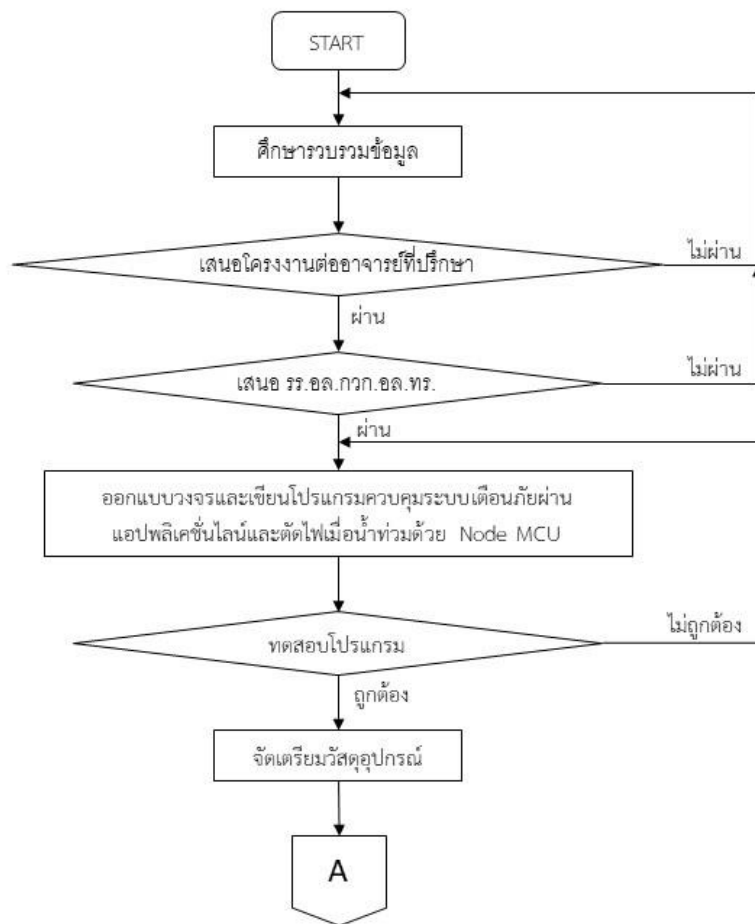 START
ศึกษารวบรวมข้อมูล
เสนอโครงงานต่ออาจารย์ที่ปรึกษา
ไม่ผ่าน
ผ่าน
เสนอ รร.อล.กวก.อล.ทร.
ไม่ผ่าน
ผ่าน
ออกแบบวงจรและเขียนโปรแกรมควบคุมระบบเตือนภัยผ่าน
แอปพลิเคชั่นไลน์และตัดไฟเมื่อน้ำท่วมด้วย Node MCU
ทดสอบโปรแกรม
ไม่ถูกต้อง
ถูกต้อง
จัดเตรียมวัสดุอุปกรณ์
A